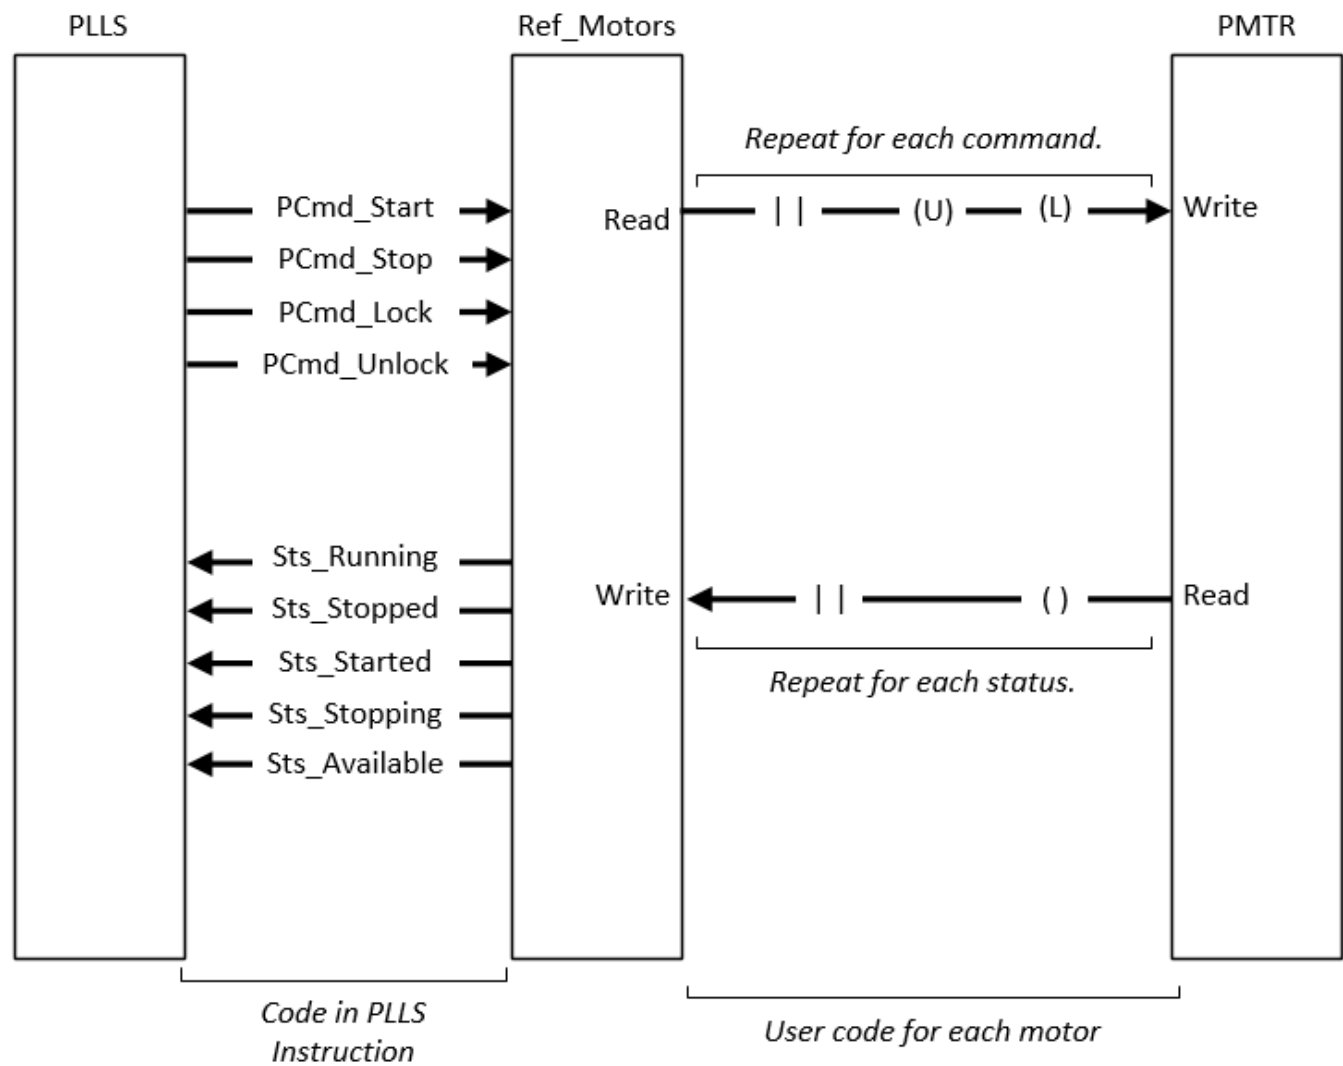 PLLS
Ref_Motors
PMTR
Repeat for each command.
PCmd_Start
Read
| |
(U)
(L)
Write
PCmd_Stop
PCmd_Lock
PCmd_Unlock
Sts_Running
Write
| |
( )
Read
Sts_Stopped
Sts_Started
Repeat for each status.
Sts_Stopping
Sts_Available
Code in PLLS
Instruction
User code for each motor